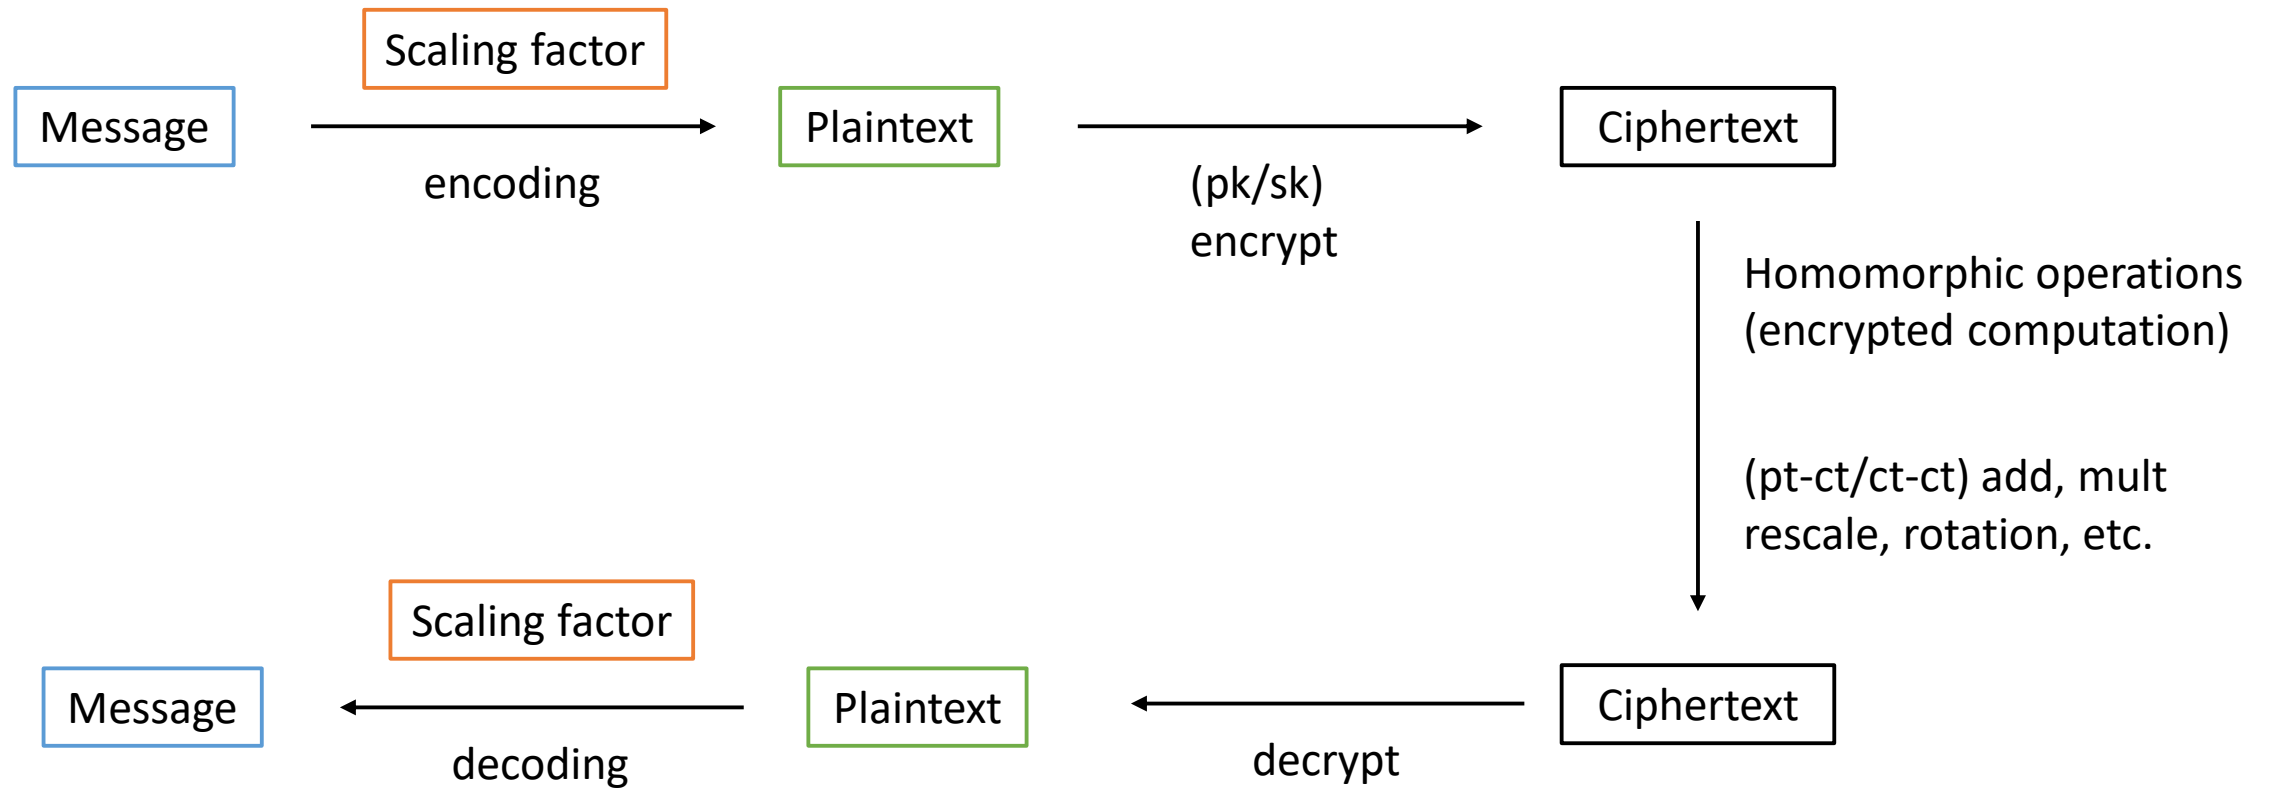 Scaling factor
Message
Plaintext
Ciphertext
encoding
(pk/sk)
encrypt
Homomorphic operations
(encrypted computation)
(pt-ct/ct-ct) add, mult
rescale, rotation, etc.
Scaling factor
Message
Plaintext
Ciphertext
decoding
decrypt